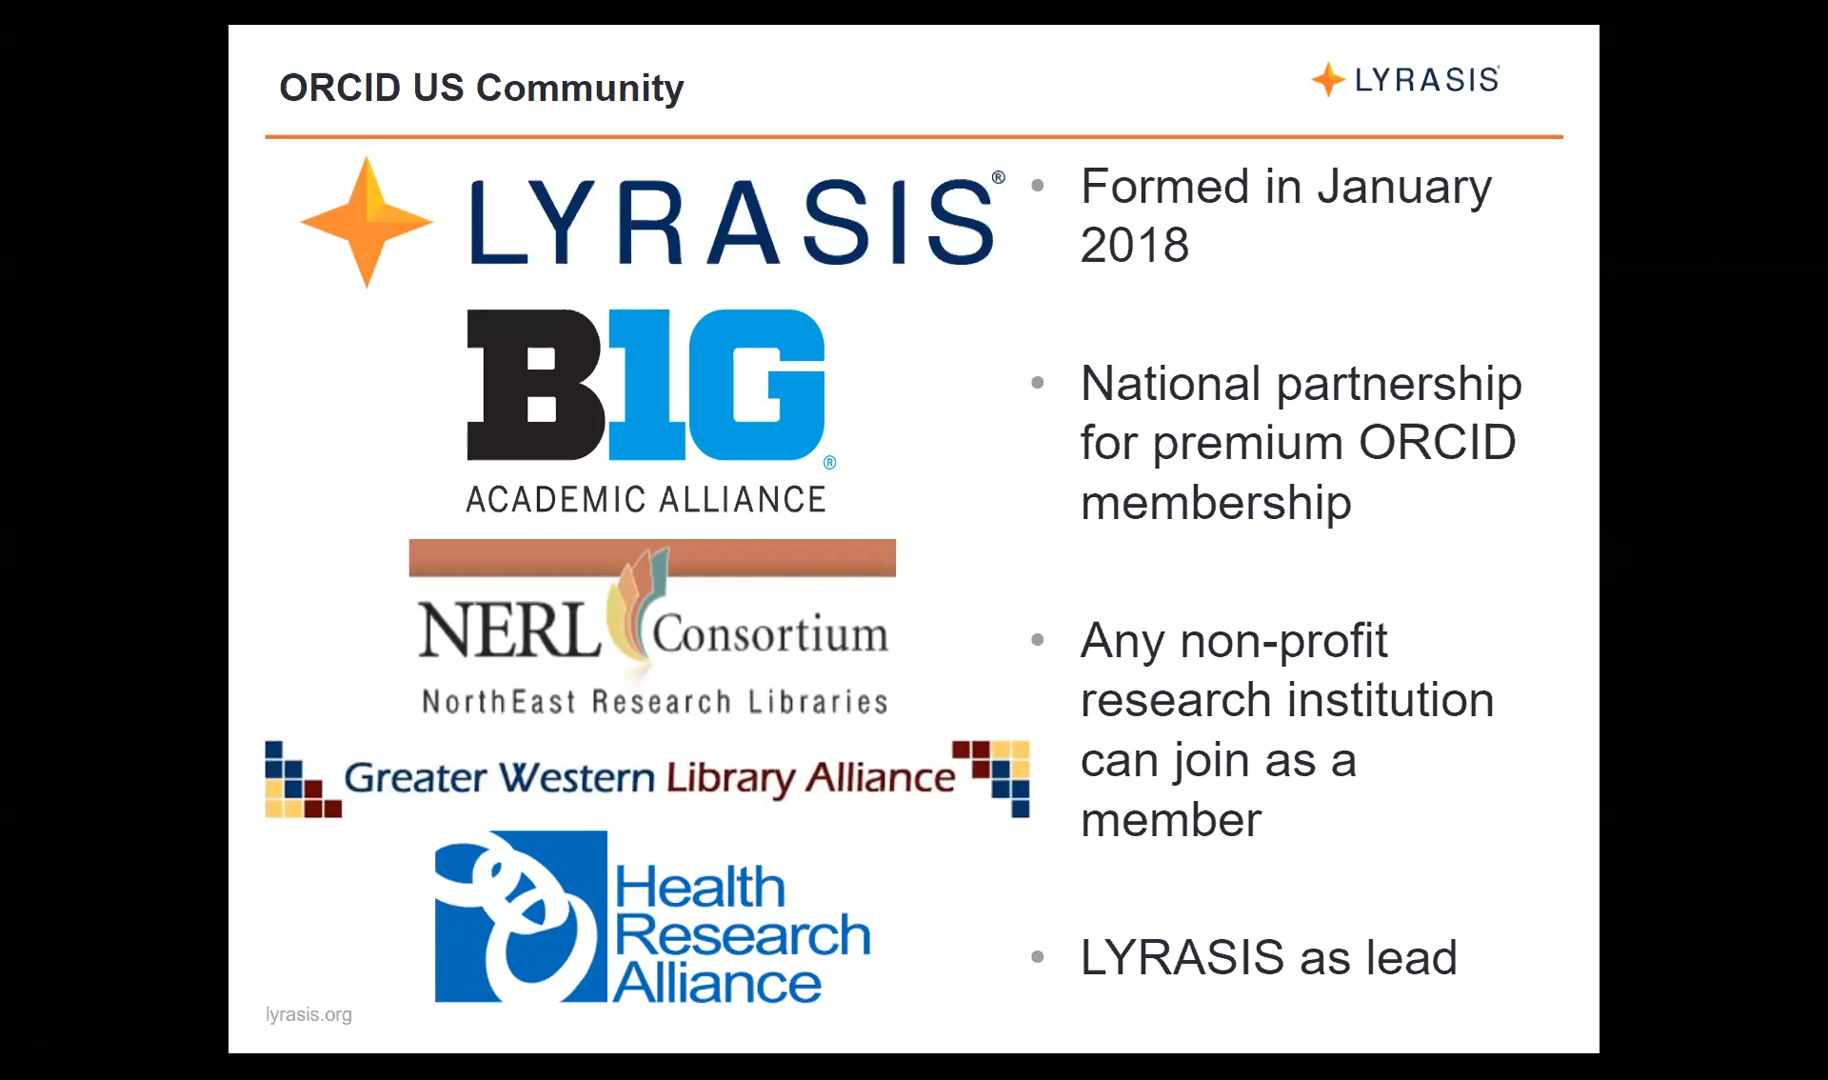 ORCID US Community
LYRASIS
LYRASIS®
B1G®
ACADEMIC ALLIANCE
NERL Consortium
NorthEast Research Libraries
Greater Western Library Alliance
Health
Research
Alliance
• Formed in January
2018
• National partnership
for premium ORCID
membership
• Any non-profit
research institution
can join as a
member
• LYRASIS as lead
lyrasis.org